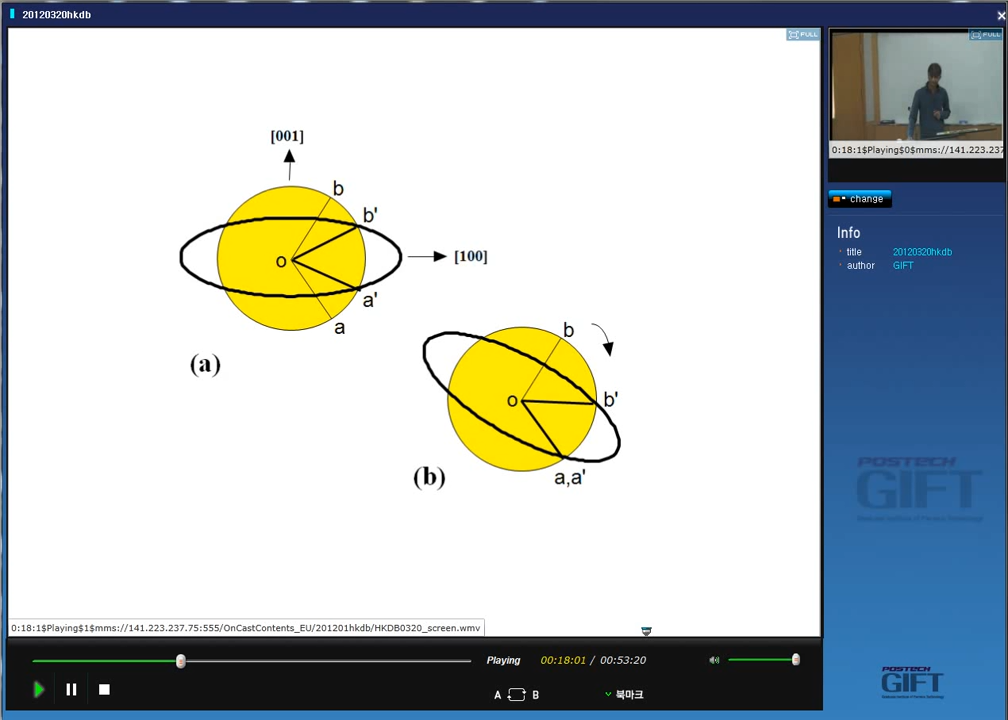 20120320hkdb
FULL
[001]
b
b'
o
[100]
a'
a
(a)
b
o
b'
(b)
a,a'
0:18:1$Playing$1$mms://141.223.237.75:555/OnCastContents_EU/201201hkdb/HKDB0320_screen.wmv
Playing 00:18:01 / 00:53:20
A B 북마크
FULL
0:18:1$Playing$0$mms://141.223.237
change
Info
title 20120320hkdb
author GIFT
POSTECH
GIFT
POSTECH
GIFT